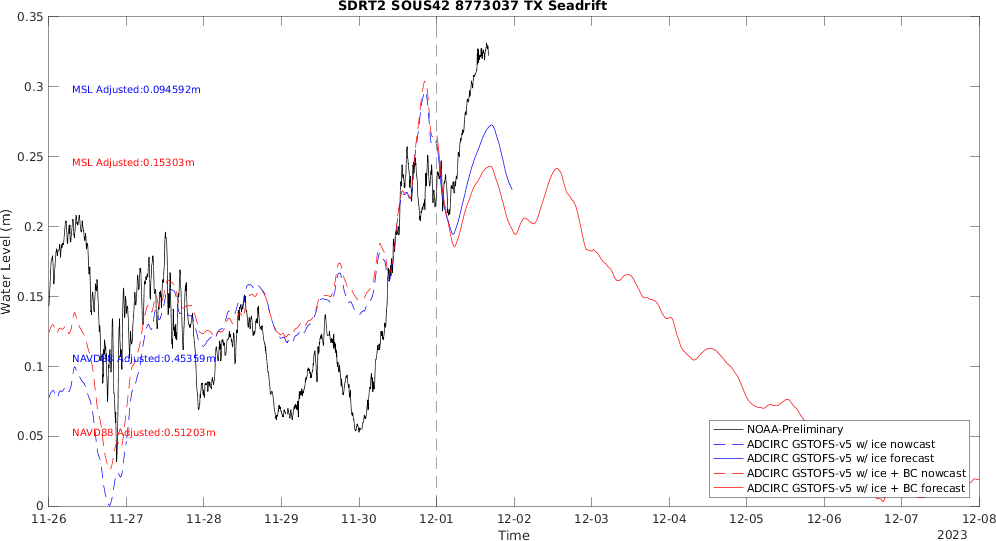 SDRT2 SOUS42 8773037 TX Seadrift
0.35
0.3
0.25
0.2
0.15
0.1
0.05
0
Water Level (m)
MSL Adjusted:0.094592m
MSL Adjusted:0.15303m
NAVD88 Adjusted:0.45359m
NAVD88 Adjusted:0.51203m
NOAA-Preliminary
ADCIRC GSTOFS-v5 w/ ice nowcast
ADCIRC GSTOFS-v5 w/ ice forecast
ADCIRC GSTOFS-v5 w/ ice + BC nowcast
ADCIRC GSTOFS-v5 w/ ice + BC forecast
11-26 11-27 11-28 11-29 11-30 12-01 12-02 12-03 12-04 12-05 12-06 12-07 12-08
Time
2023